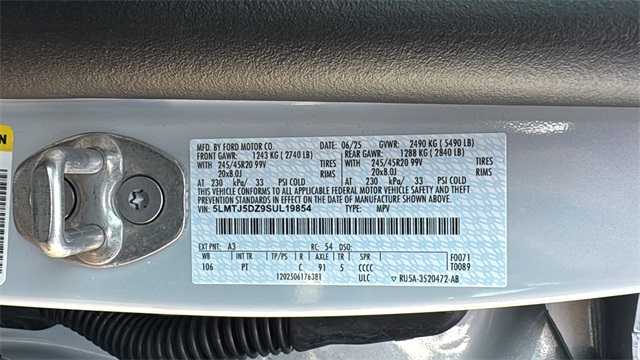 MFD. BY FORD MOTOR CO. 06/25 GVWR: 2490 KG (5490 LB)
FRONT GAWR: 1243 KG (2740 LB) REAR GAWR: 1288 KG (2840 LB)
WITH 245/45R20 99V TIRES WITH 245/45R20 99V TIRES
20x8.0J RIMS 20x8.0J RIMS
AT 230 kPa/ 33 PSI COLD AT 230 kPa/ 33 PSI COLD
THIS VEHICLE CONFORMS TO ALL APPLICABLE FEDERAL MOTOR VEHICLE SAFETY AND THEFT
PREVENTION STANDARDS IN EFFECT ON THE DATE OF MANUFACTURE SHOWN ABOVE.
VIN: 5LMTJ5DZ9SUL19854 TYPE: MPV
EXT PNT: A3 RC: 54 DSO: F0071
WB INT TR TP/PS R AXLE TR SPR T0089
106 PT C 91 5 CCCC
1202506176381 ULC RU5A-3520472-AB